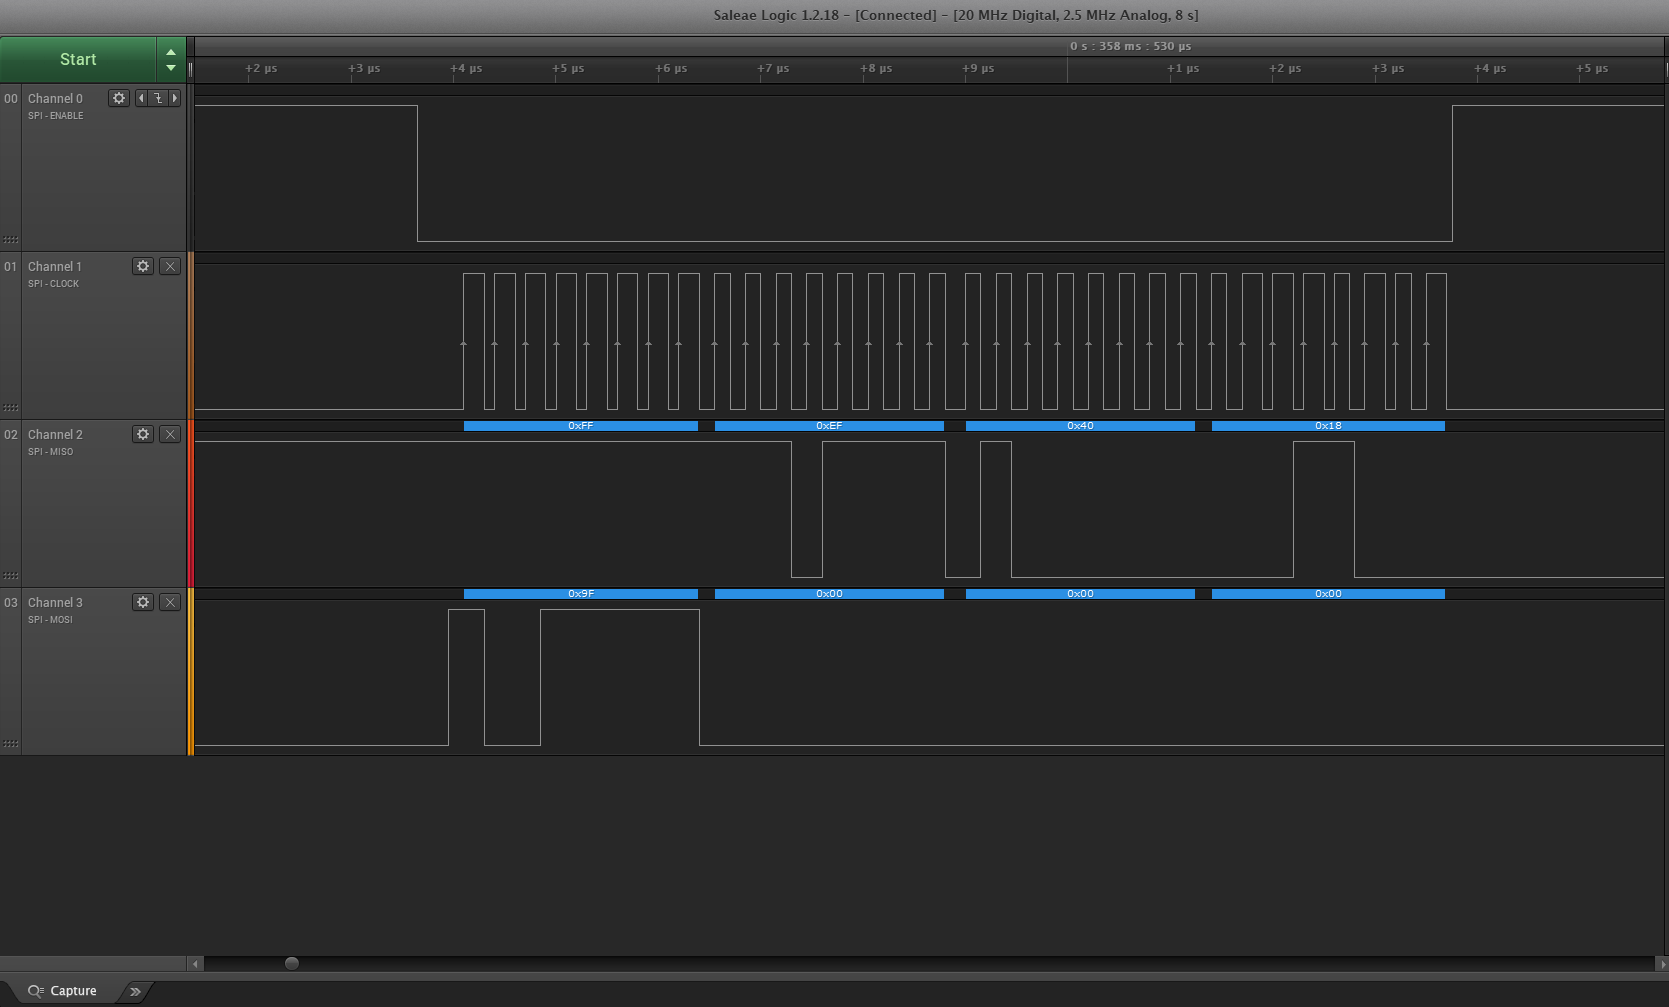 Saleae Logic 1.2.18 - [Connected] - [20 MHz Digital, 2.5 MHz Analog, 8 s]
Start
0 s : 358 ms : 530 µs
+2 µs +3 µs +4 µs +5 µs +6 µs +7 µs +8 µs +9 µs +1 µs +2 µs +3 µs +4 µs +5 µs
00 Channel 0
SPI - ENABLE
01 Channel 1
SPI - CLOCK
0xFF 0xEF 0x40 0x18
02 Channel 2
SPI - MISO
0x9F 0x00 0x00 0x00
03 Channel 3
SPI - MOSI
Capture